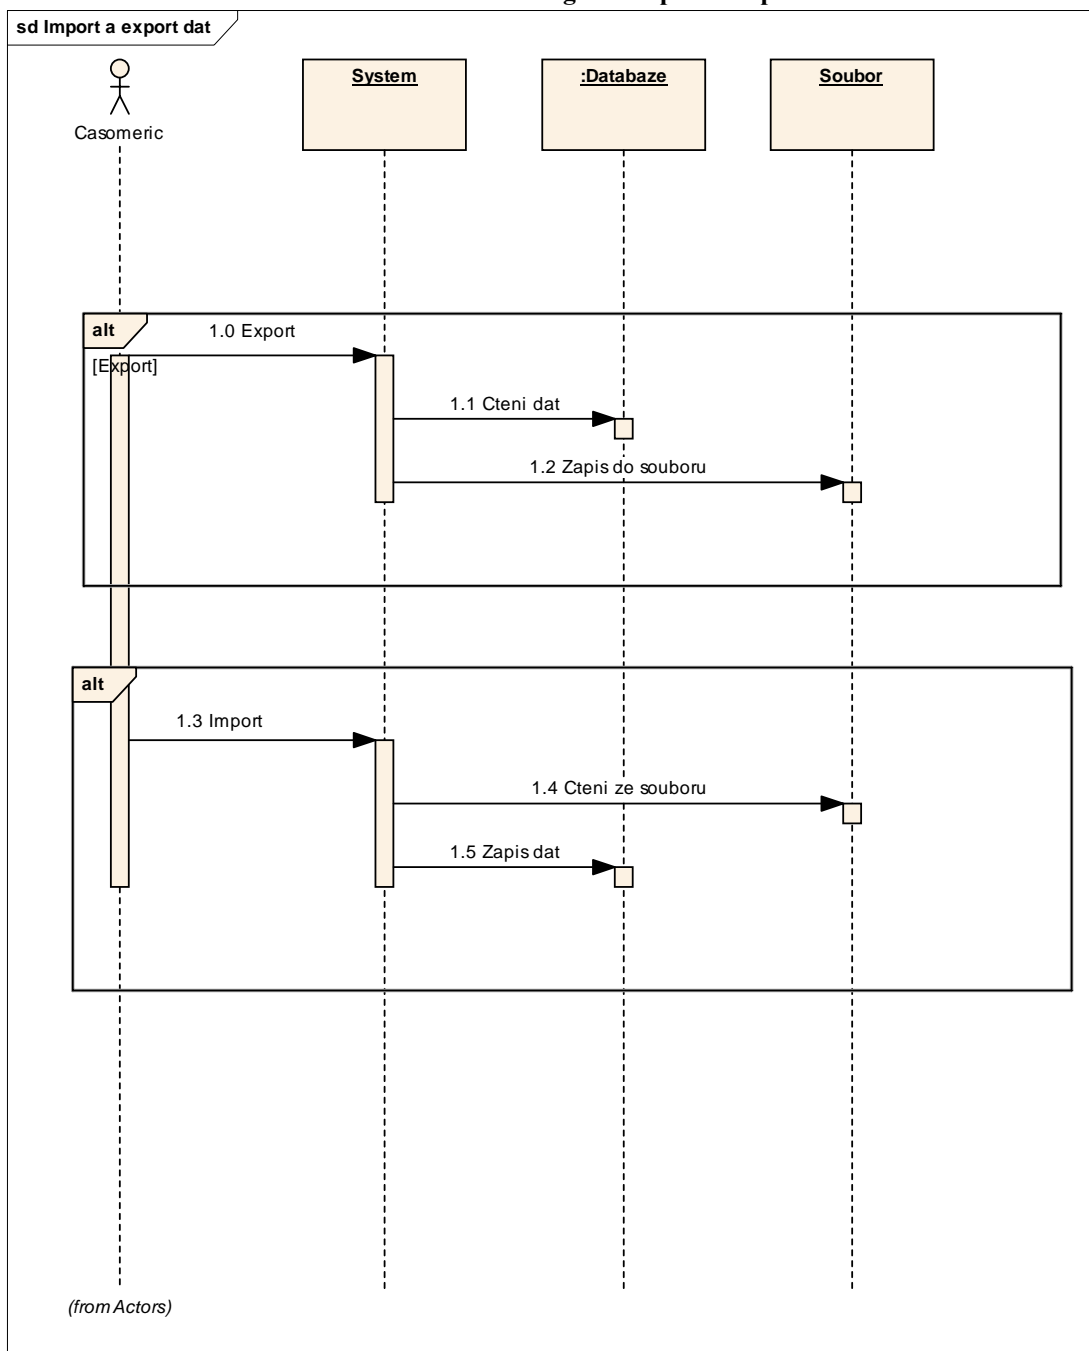 sd Import a export dat
System
:Databaze
Soubor
Casomeric
alt
1.0 Export
[Export]
1.1 Cteni dat
1.2 Zapis do souboru
alt
1.3 Import
1.4 Cteni ze souboru
1.5 Zapis dat
(from Actors)